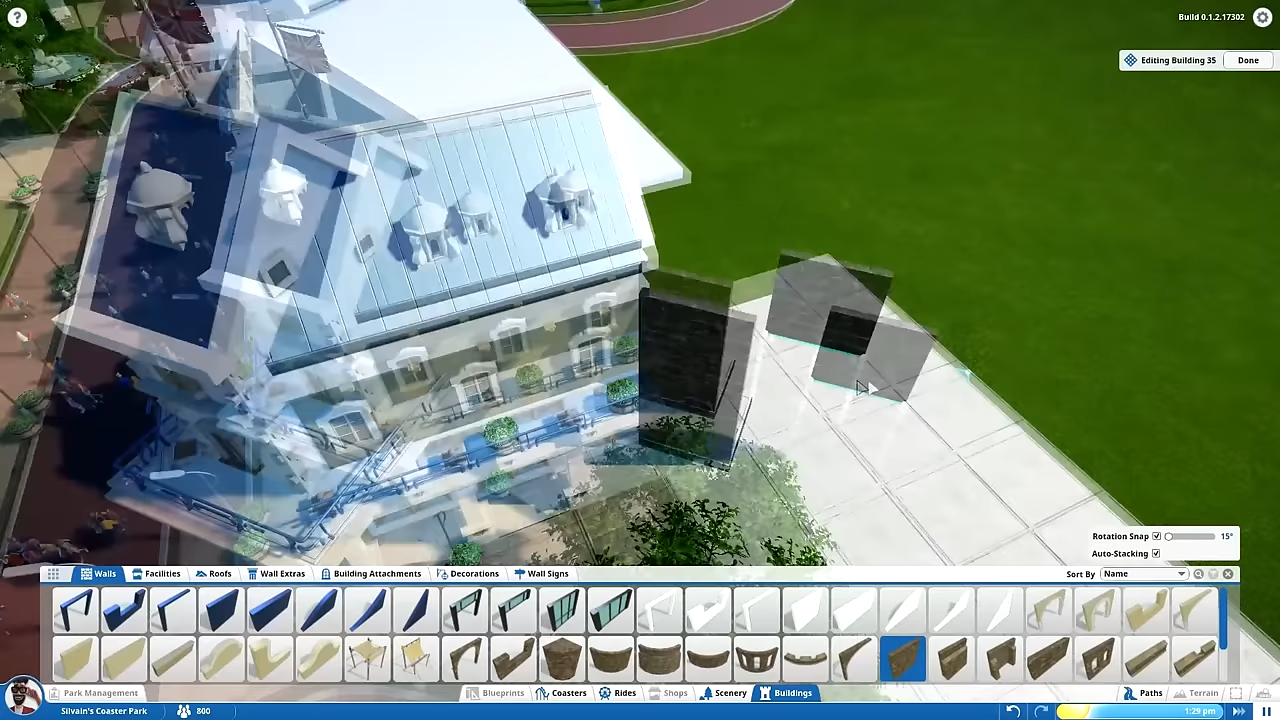 ?
Build 0.1.2.17302
Editing Building 35 Done
Rotation Snap 15°
Auto-Stacking
Walls Facilities Roofs Wall Extras Building Attachments Decorations Wall Signs Sort By Name
Park Management Blueprints Coasters Rides Shops Scenery Buildings Paths Terrain
Silvain's Coaster Park 800 1:29 pm